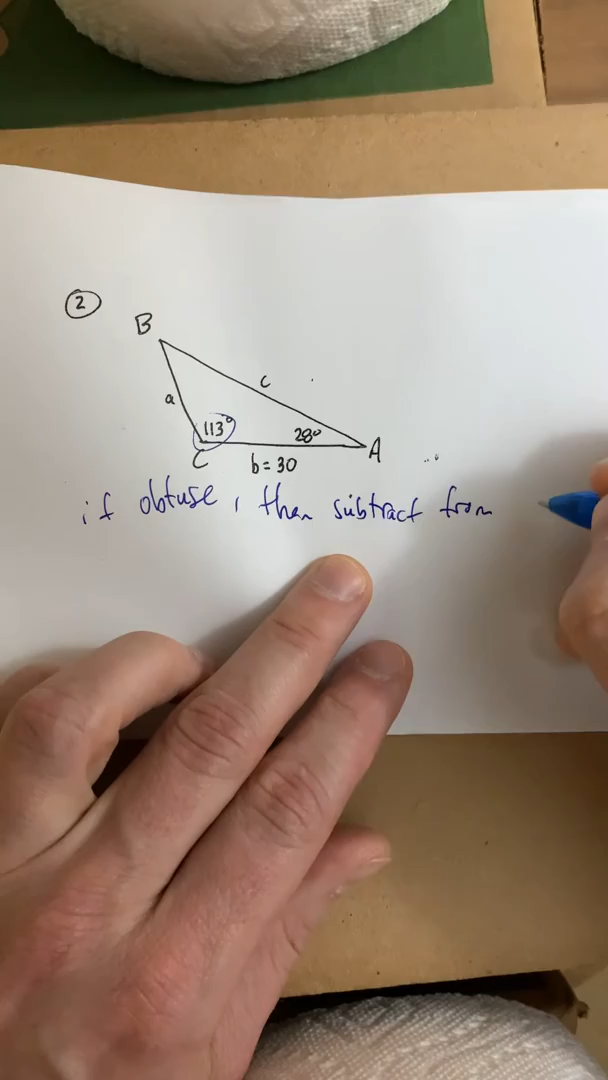 2
B
c
a
113°
28°
C
A
b = 30
if obtuse, then subtract from